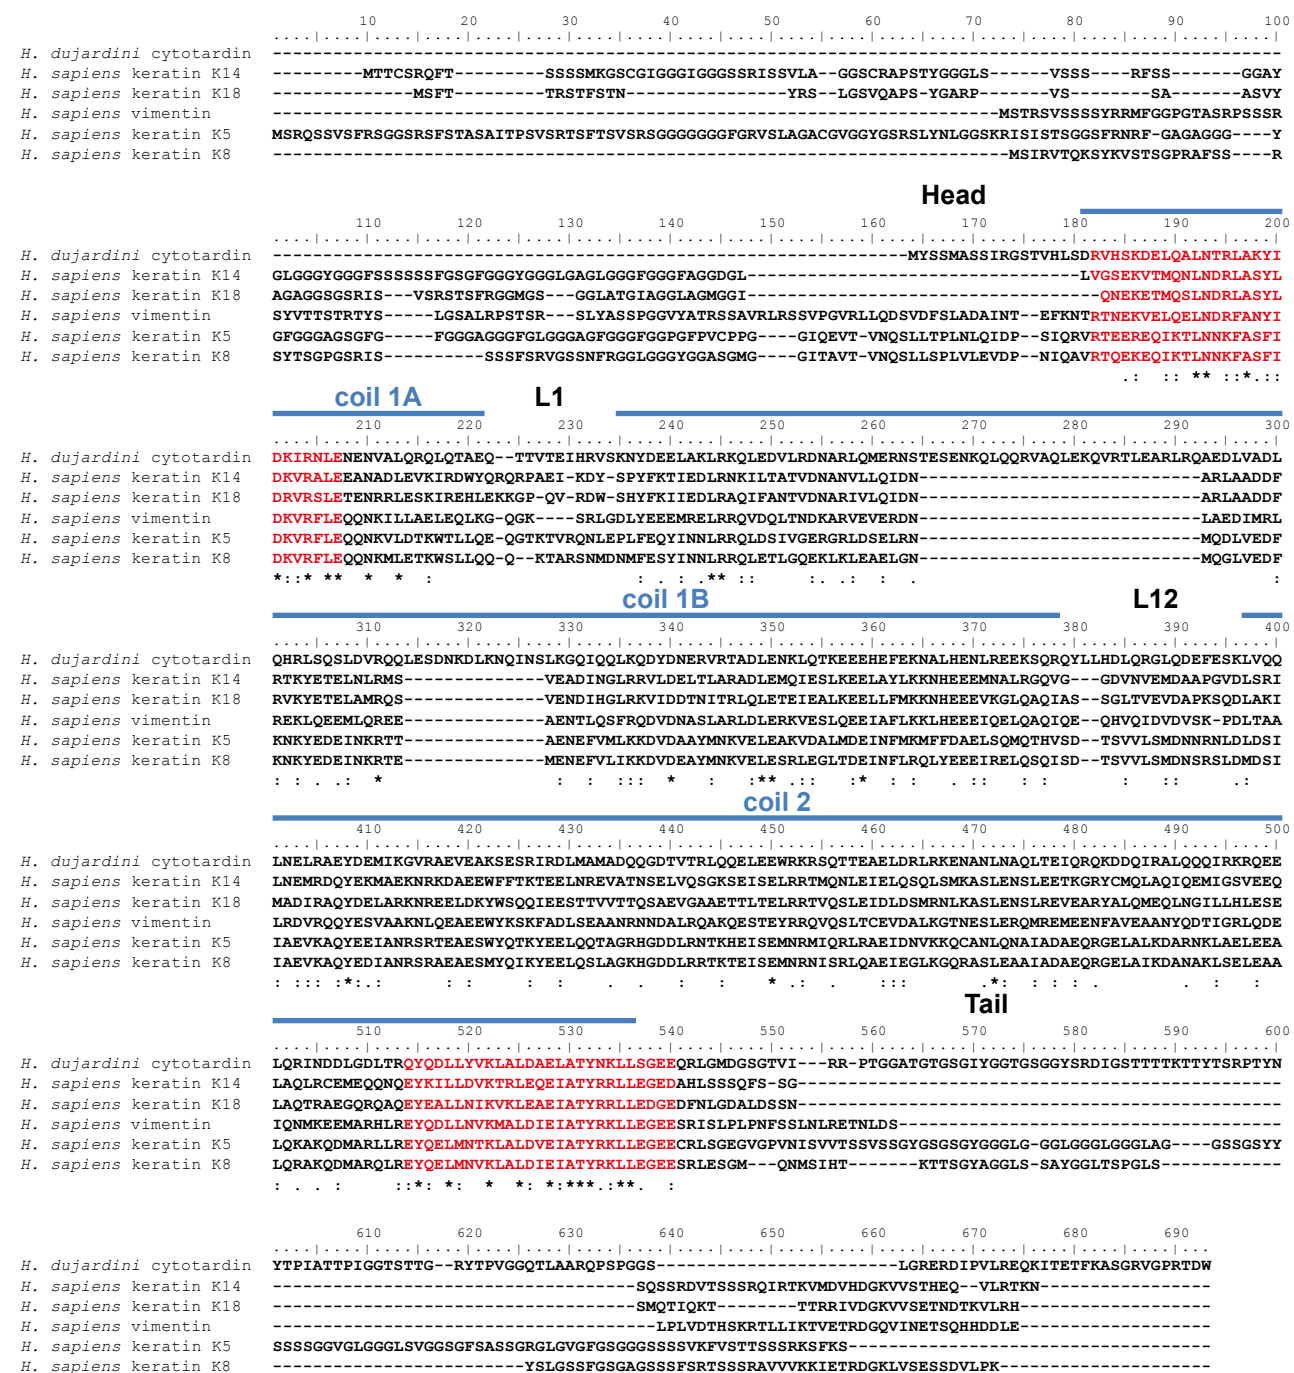 10 20 30 40 50 60 70 80 90 100
....|....|....|....|....|....|....|....|....|....|....|....|....|....|....|....|....|....|....|....|
H. dujardini cytotardin ----------------------------------------------------------------------------------------------------
H. sapiens keratin K14 ---------MTTCSRQFT---------SSSSMKGSCGIGGGIGGGSSRISSVLA--GGSCRAPSTYGGGLS------VSSS----RFSS-------GGAY
H. sapiens keratin K18 --------------MSFT---------TRSTFSTN----------------YRS--LGSVQAPS-YGARP-------VS--------SA-------ASVY
H. sapiens vimentin ------------------------------------------------------------------------MSTRSVSSSSYRRMFGGPGTASRPSSSR
H. sapiens keratin K5 MSRQSSVSFRSGGSRSFSTASAITPSVSRTSFTSVSRSGGGGGGGFGRVSLAGACGVGGYGSRSLYNLGGSKRISISTSGGSFRNRF-GAGAGGG----Y
H. sapiens keratin K8 -------------------------------------------------------------------------MSIRVTQKSYKVSTSGPRAFSS----R
Head
110 120 130 140 150 160 170 180 190 200
....|....|....|....|....|....|....|....|....|....|....|....|....|....|....|....|....|....|....|....|
H. dujardini cytotardin ---------------------------------------------------------------MYSSMASSIRGSTVHLSDRVHSKDELQALNTRLAKYI
H. sapiens keratin K14 GLGGGYGGGFSSSSSSFGSGFGGGYGGGLGAGLGGGFGGGFAGGDGL---------------------------------LVGSEKVTMQNLNDRLASYL
H. sapiens keratin K18 AGAGGSGSRIS---VSRSTSFRGGMGS--GGLATGIAGGLAGMGGI-----------------------------------QNEKETMQSLNDRLASYL
H. sapiens vimentin SYVTTSTRTYS-----LGSALRPSTSR---SLYASSPGGVYATRSSAVRLRSSVPGVRLLQDSVDFSLADAINT--EFKNTRTNEKVELQELNDRFANYI
H. sapiens keratin K5 GFGGGAGSGFG-----FGGGAGGGFGLGGGAGFGGGFGGPGFPVCPPG----GIQEVT-VNQSLLTPLNLQIDP--SIQRVRTEEREQIKTLNNKFASFI
H. sapiens keratin K8 SYTSGPGSRIS------SSSFSRVGSSNFRGGLGGGYGGASGMG----GITAVT-VNQSLLSPLVLEVDP--NIQAVRTQEKEQIKTLNNKFASFI
.: :: ** ::*.::
coil 1A L1
210 220 230 240 250 260 270 280 290 300
....|....|....|....|....|....|....|....|....|....|....|....|....|....|....|....|....|....|....|....|
H. dujardini cytotardin DKIRNLENENVALQRQLQTAEQ--TTVTEIHRVSKNYDEELAKLRKQLEDVLRDNARLQMERNSTESENKQLQQRVAQLEKQVRTLEARLRQAEDLVADL
H. sapiens keratin K14 DKVRALEEANADLEVKIRDWYQRQRPAEI-KDY-SPYFKTIEDLRNKILTATVDNANVLLQIDN----------------------------ARLAADDF
H. sapiens keratin K18 DRVRSLETENRRLESKIREHLEKKGP-QV-RDW-SHYFKIIEDLRAQIFANTVDNARIVLQIDN----------------------------ARLAADDF
H. sapiens vimentin DKVRFLEQQNKILLAELEQLKG-QGK----SRLGDLYEEEMRELRRQVDQLTNDKARVEVERDN----------------------------LAEDIMRL
H. sapiens keratin K5 DKVRFLEQQNKVLDTKWTLLQE-QGTKTVRQNLEPLFEQYINNLRRQLDSIVGERGRLDSELRN----------------------------MQDLVEDF
H. sapiens keratin K8 DKVRFLEQQNKMLETKWSLLQQ-Q--KTARSNMDNMFESYINNLRRQLETLGQEKLKLEAELGN----------------------------MQGLVEDF
*::* ** * * : : . : ** :: :. : : : :
coil 1B L12
310 320 330 340 350 360 370 380 390 400
....|....|....|....|....|....|....|....|....|....|....|....|....|....|....|....|....|....|....|....|
H. dujardini cytotardin QHRLSQSLDVRQQLESDNKDLKNQINSLKGQIQQLKQDYDNERVRTADLENKLQTKEEEHEFEKNALHENLREEKSQRQYLLHDLQRGLQDEFESKLVQQ
H. sapiens keratin K14 RTKYETELNLRMS-------------VEADINGLRRVLDELTLARADLEMQIESLKEELAYLKKNHEEEMNALRGQVG--GDVNVEMDAAPGVDLSRI
H. sapiens keratin K18 RVKYETELAMRQS-------------VENDIHGLRKVIDDTNITRLQLETEIEALKEELLFMKKNHEEEVKGLQAQIAS--SGLTVEVDAPKSQDLAKI
H. sapiens vimentin REKLQEEMLQREE-------------AENTLQSFRQDVDNASLARLDLERKVESLQEEIAFLKKLHEEEIQELQAQIQE--QHVQIDVDVSK-PDLTAA
H. sapiens keratin K5 KNKYEDEINKRTT-------------AENEFVMLKKDVDAAYMNKVELEAKVDALMDEINFMKMFFDAELSQMQTHVSD--TSVVLSMDNNRNLDLDSI
H. sapiens keratin K8 KNKYEDEINKRTE-------------MENEFVLIKKDVDEAYMNKVELESRLEGLTDEINFLRQLYEEEIRELQSQISD--TSVVLSMDNSRSLDMDSI
: : . .: * : : ::: * : :** .:: :* : . : : : : :: .:
coil 2
410 420 430 440 450 460 470 480 490 500
....|....|....|....|....|....|....|....|....|....|....|....|....|....|....|....|....|....|....|....|
H. dujardini cytotardin LNELRAEYDEMIKGVRAEVEAKSESRIRDLMAMADQQGDTVTRLQQELEEWRKRSQTTEAELDRLRKENANLNAQLTEIQRQKDDQIRALQQQIRKRQEE
H. sapiens keratin K14 LNEMRDQYEKMAEKNRKDAEEWFFTKTEELNREVATNSELVQSGKSEISELRRTMQNLEIELQSQLSMKASLENSLEETKGRYCMQLAQIQEMIGSVEEQ
H. sapiens keratin K18 MADIRAQYDELARKNREELDKYWSQQIEESTTVVTTQSAEVGAAETTLTELRRTVQSLEIDLDSMRNLKASLENSLREVEARYALQMEQLNGILLHLESE
H. sapiens vimentin LRDVRQQYESVAAKNLQEAEEWYKSKFADLSEAANRNNDALRQAKQESTEYRRQVQSLTCEVDALKGTNESLERQMREMEENFAVEAANYQDTIGRLQDE
H. sapiens keratin K5 IAEVKAQYEEIANRSRTEAESWYQTKYEELQQTAGRHGDDLRNTKHEISEMNRMIQRLRAEIDNVKKQCANLQNAIADAEQRGELALKDARNKLAELEEA
H. sapiens keratin K8 IAEVKAQYEDIANRSRAEAESMYQIKYEELQSLAGKHGDDLRRTKTEISEMNRNISRLQAEIEGLKGQRASLEAAIADAEQRGELAIKDANAKLSELEAA
: ::: :*:.: : : : : . . : : * :. . ::: .*: : : :. . : :
Tail
510 520 530 540 550 560 570 580 590 600
....|....|....|....|....|....|....|....|....|....|....|....|....|....|....|....|....|....|....|....|
H. dujardini cytotardin LQRINDDLGDLTRQYQDLLYVKLALDAELATYNKLLSGEEQRLGMDGSGTVI---RR-PTGGATGTGSGIYGGTGSGGYSRDIGSTTTTKTTYTSRPTYN
H. sapiens keratin K14 LAQLRCEMEQQNQEYKILLDVKTRLEQEIATYRRLLEGEDAHLSSSQFS-SG------------------------------------------------
H. sapiens keratin K18 LAQTRAEGQRQAQEYEALLNIKVKLEAEIATYRRLLEDGEDFNLGDALDSSN------------------------------------------------
H. sapiens vimentin IQNMKEEMARHLREYQDLLNVKMALDIEIATYRKLLEGEESRISLPLPNFSSLNLRETNLDS--------------------------------------
H. sapiens keratin K5 LQKAKQDMARLLREYQELMNTKLALDVEIATYRKLLEGEECRLSGEGVGPVNISVVTSSVSSGYGSGSGYGGGLG-GGLGGGLGGGLAG----GSSGSYY
H. sapiens keratin K8 LQRAKQDMARQLREYQELMNVKLALDIEIATYRKLLEGEESRLESGM---QNMSIHT-------KTTSGYAGGLS-SAYGGLTSPGLS------------
: . . : ::*: *: * *: *:***.:**. :
610 620 630 640 650 660 670 680 690
....|....|....|....|....|....|....|....|....|....|....|....|....|....|....|....|....|....|...
H. dujardini cytotardin YTPIATTPIGGTSTTG--RYTPVGGQTLAARQPSPGGS------------------------LGRERDIPVLREQKITETFKASGRVGPRTDW
H. sapiens keratin K14 ------------------------------------SQSSRDVTSSSRQIRTKVMDVHDGKVVSTHEQ--VLRTKN-----------------
H. sapiens keratin K18 ------------------------------------SMQTIQKT--------TTRRIVDGKVVSETNDTKVLRH-------------------
H. sapiens vimentin --------------------------------------LPLVDTHSKRTLLIKTVETRDGQVINETSQHHDDLE-------------------
H. sapiens keratin K5 SSSSGGVGLGGGLSVGGSGFSASSGRGLGVGFGSGGGSSSSVKFVSTTSSSRKSFKS------------------------------------
H. sapiens keratin K8 -------------------------YSLGSSFGSGAGSSSFSRTSSSRAVVVKKIETRDGKLVSESSDVLPK---------------------